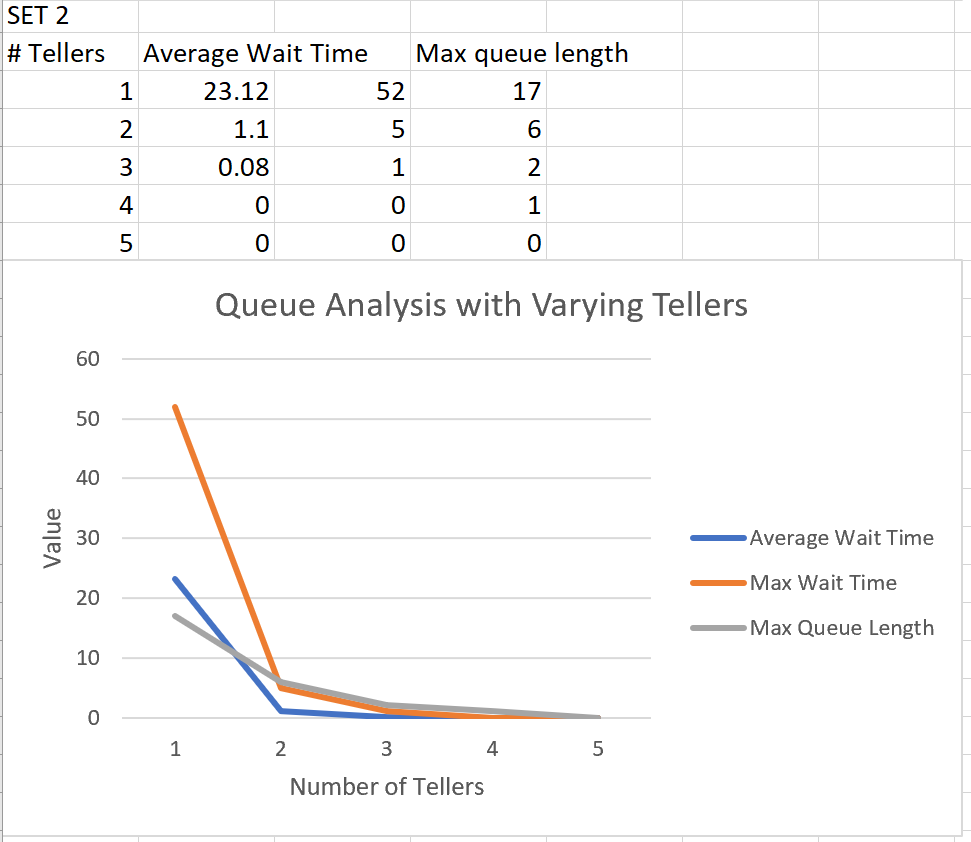 SET 2
# Tellers Average Wait Time Max queue length
1 23.12 52 17
2 1.1 5 6
3 0.08 1 2
4 0 0 1
5 0 0 0
Queue Analysis with Varying Tellers
60
50
40
30
20
10
0
Value
1 2 3 4 5
Number of Tellers
Average Wait Time
Max Wait Time
Max Queue Length